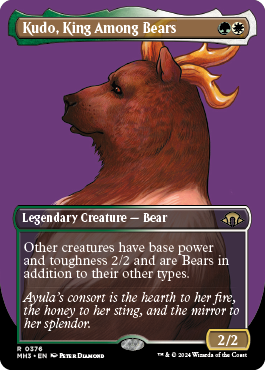 Kudo, King Among Bears
Legendary Creature — Bear
Other creatures have base power
and toughness 2/2 and are Bears in
addition to their other types.
Ayula's consort is the hearth to her fire,
the honey to her sting, and the mirror to
her splendor.
2/2
R 0376
MH3 • EN Peter Diamond
™ & © 2024 Wizards of the Coast